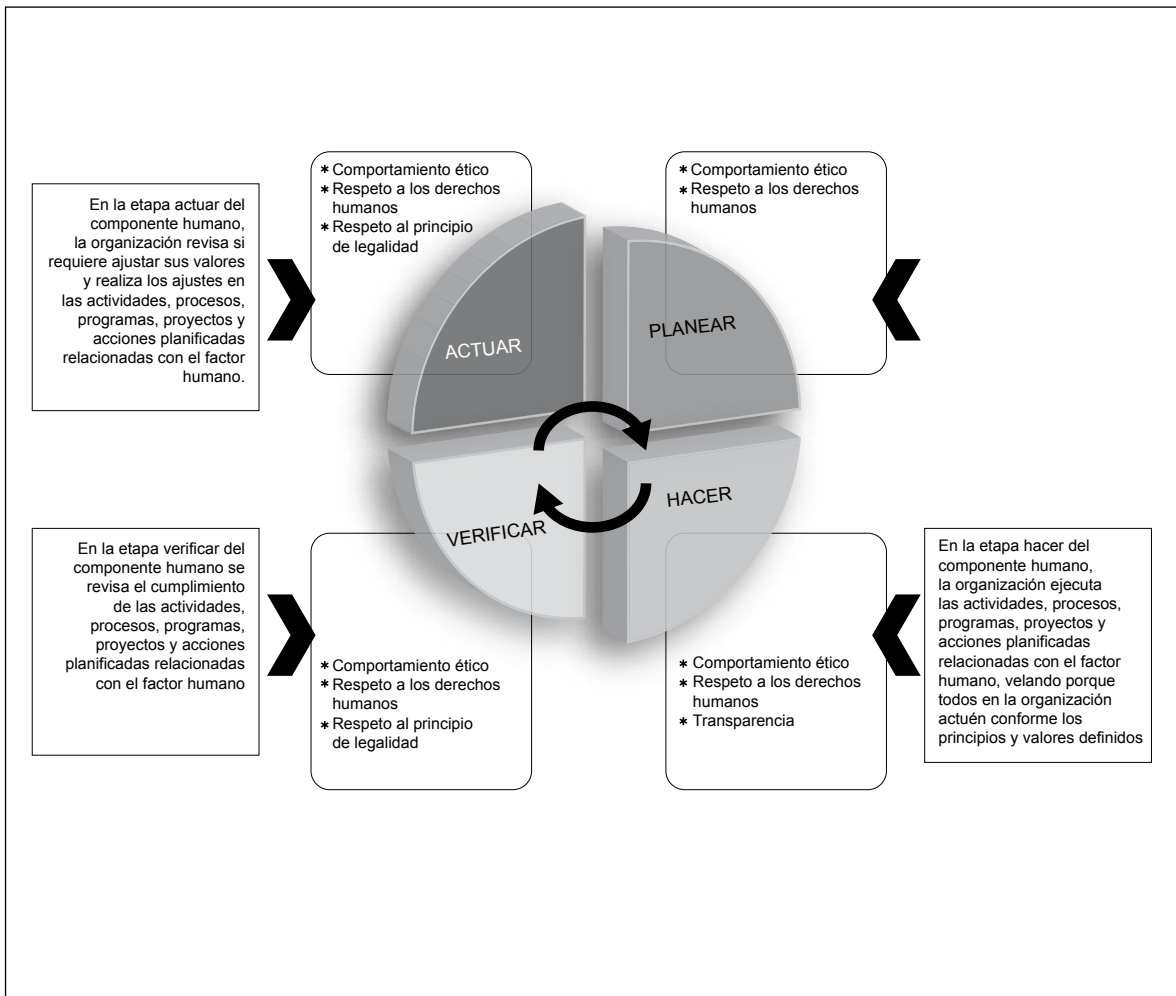 * Comportamiento ético
* Respeto a los derechos
humanos
* Respeto al principio
de legalidad
* Comportamiento ético
* Respeto a los derechos
humanos
En la etapa actuar del
componente humano,
la organización revisa si
requiere ajustar sus valores
y realiza los ajustes en
las actividades, procesos,
programas, proyectos y
acciones planificadas
relacionadas con el factor
humano.
ACTUAR
PLANEAR
VERIFICAR
HACER
En la etapa verificar del
componente humano se
revisa el cumplimiento
de las actividades,
procesos, programas,
proyectos y acciones
planificadas relacionadas
con el factor humano
* Comportamiento ético
* Respeto a los derechos
humanos
* Respeto al principio
de legalidad
* Comportamiento ético
* Respeto a los derechos
humanos
* Transparencia
En la etapa hacer del
componente humano,
la organización ejecuta
las actividades, procesos,
programas, proyectos y
acciones planificadas
relacionadas con el factor
humano, velando porque
todos en la organización
actuén conforme los
principios y valores definidos